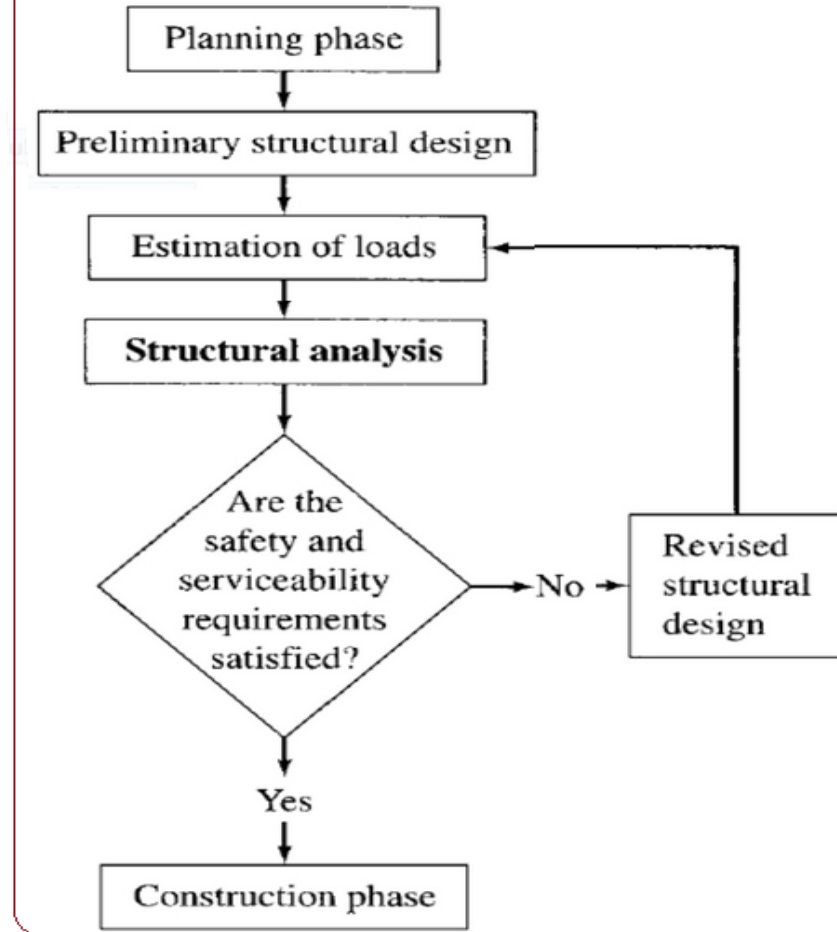 Planning phase
Preliminary structural design
Estimation of loads
Structural analysis
Are the
safety and
serviceability
requirements
satisfied?
No
Revised
structural
design
Yes
Construction phase